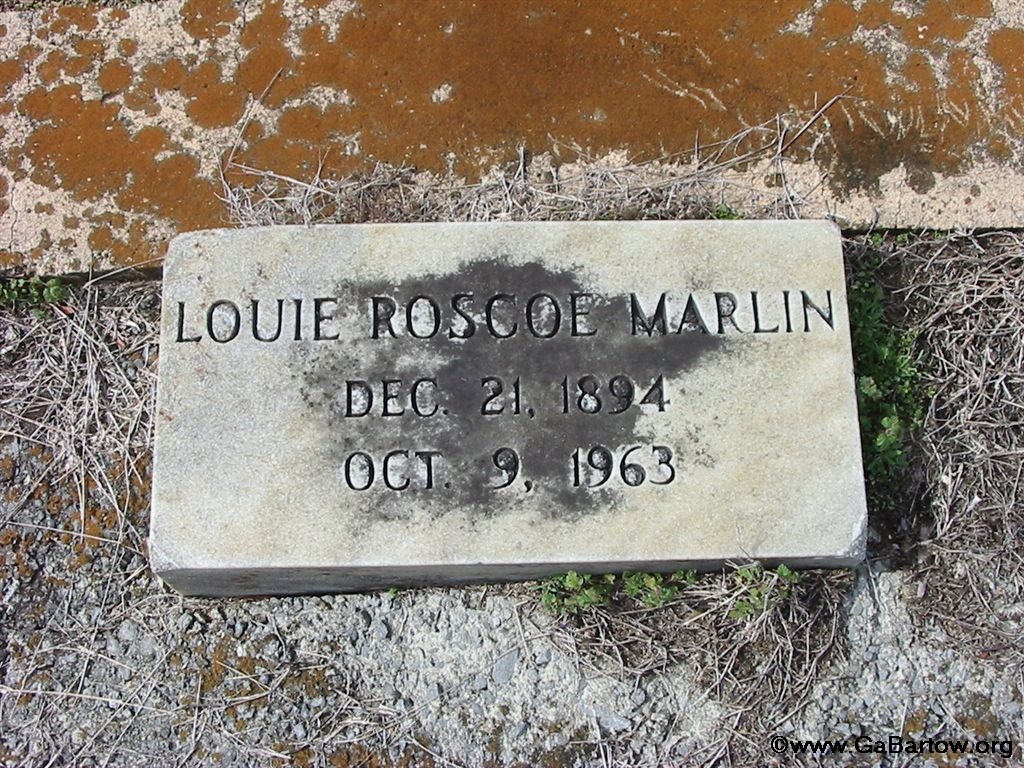 LOUIE ROSCOE MARLIN
DEC. 21, 1894
OCT. 9, 1963
©www.GaBartow.org